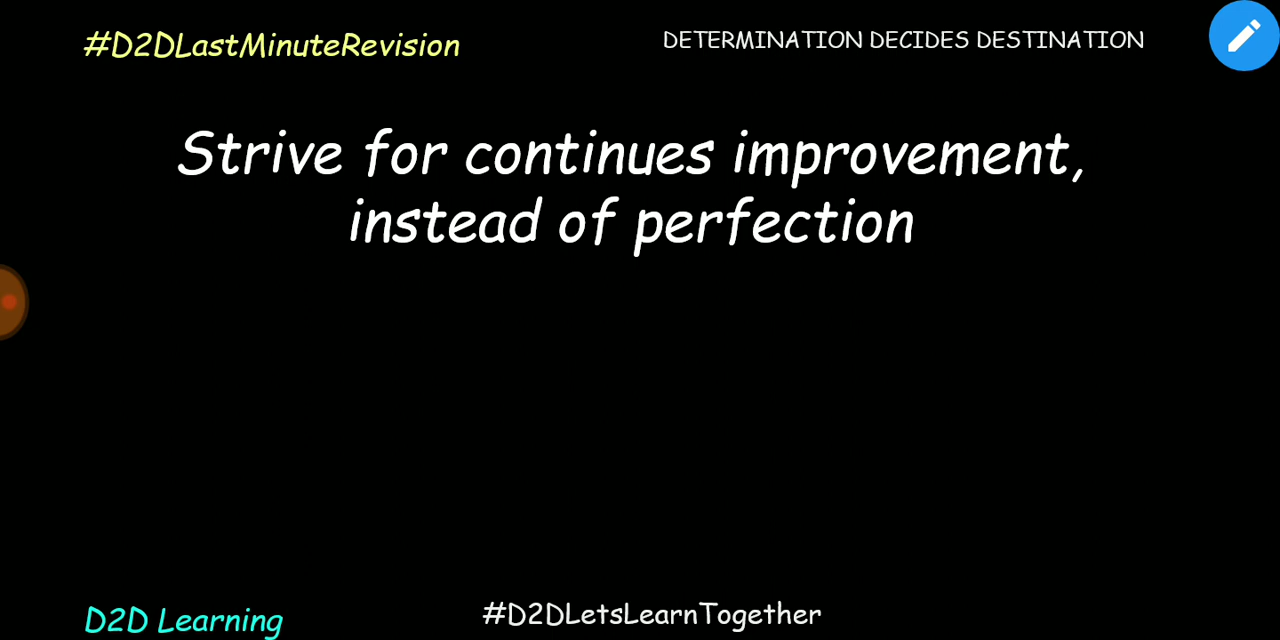 #D2DLastMinuteRevision
DETERMINATION DECIDES DESTINATION
Strive for continues improvement,
instead of perfection
D2D Learning
#D2DLetsLearnTogether